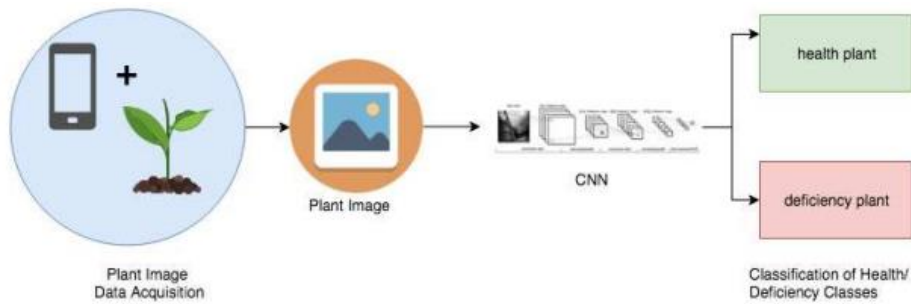 +
health plant
Plant Image
CNN
deficiency plant
Plant Image
Data Acquisition
Classification of Health/
Deficiency Classes